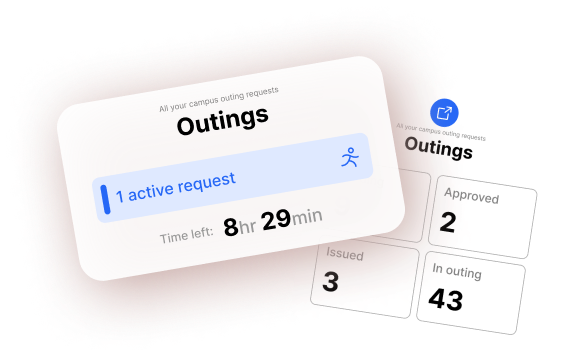 All your campus outing requests
Outings
1 active request
Time left: 8hr 29min
All your campus outing requests
Outings
Approved
2
Issued
3
In outing
43